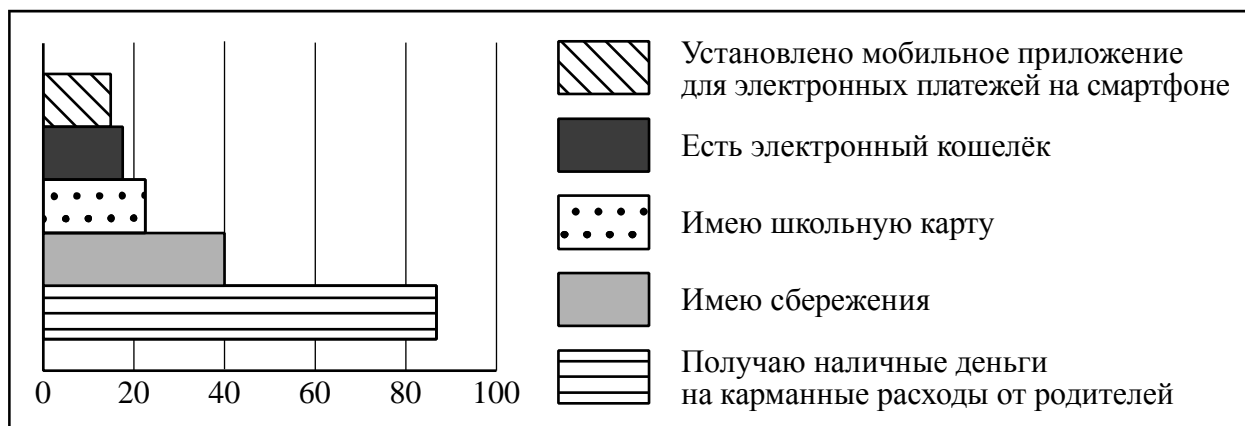 Установлено мобильное приложение
для электронных платежей на смартфоне
Есть электронный кошелёк
Имею школьную карту
Имею сбережения
Получаю наличные деньги
на карманные расходы от родителей
0 20 40 60 80 100